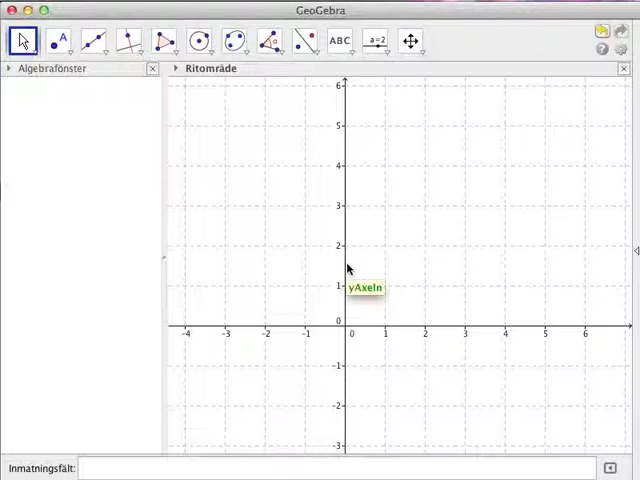 GeoGebra
A
ABC
a=2
Algebrafönster
Ritområde
6
5
4
3
2
yAxeln
1
0
-4 -3 -2 -1 0 1 2 3 4 5 6
-1
-2
-3
Inmatningsfält: